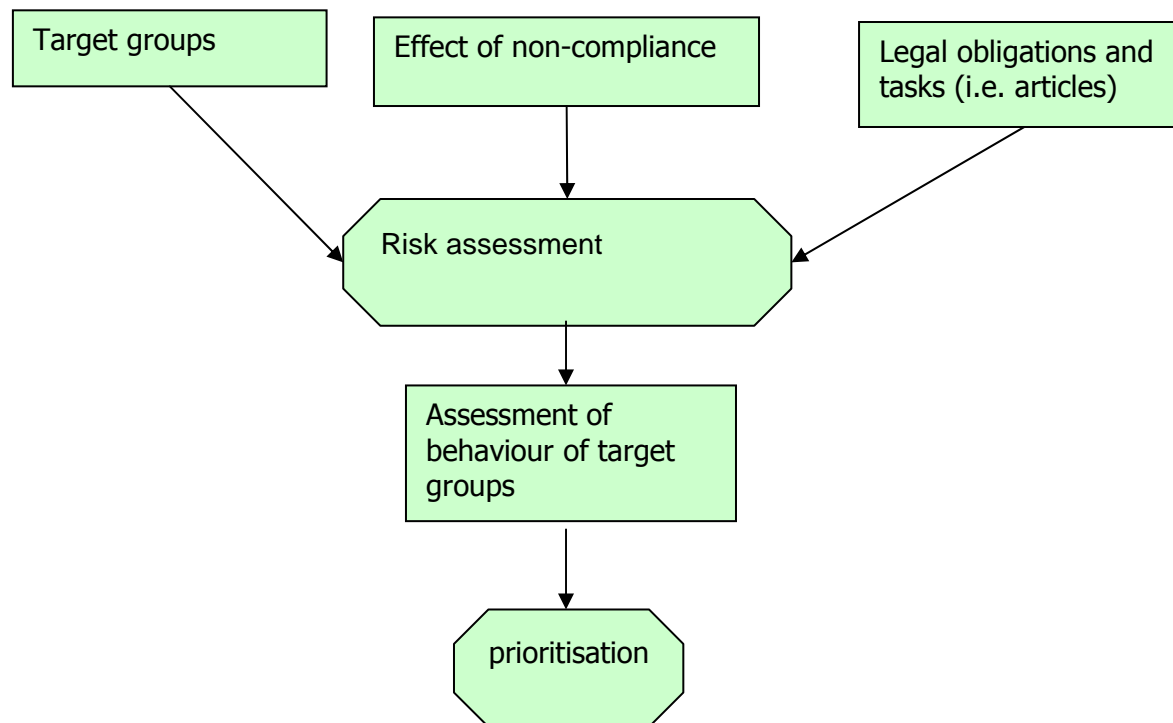 Target groups
Effect of non-compliance
Legal obligations and
tasks (i.e. articles)
Risk assessment
Assessment of
behaviour of target
groups
prioritisation